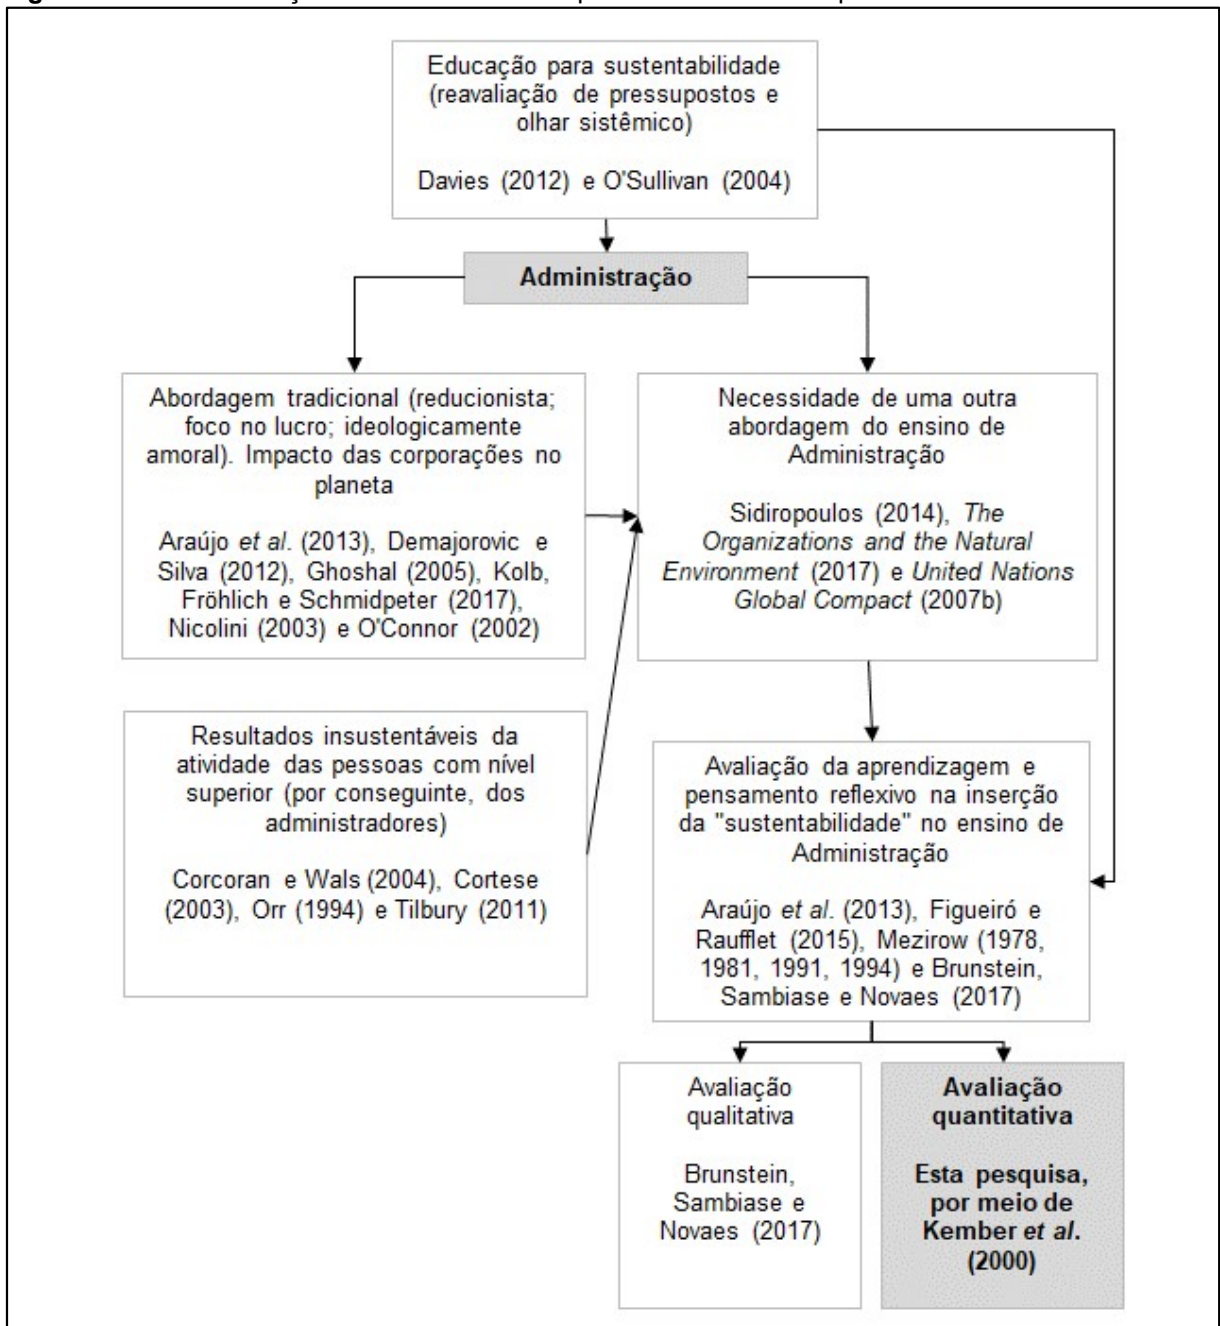 Educação para sustentabilidade
(reavaliação de pressupostos e
olhar sistêmico)
Davies (2012) e O'Sullivan (2004)
Administração
Abordagem tradicional (reducionista;
foco no lucro; ideologicamente
amoral). Impacto das corporações no
planeta
Araújo et al. (2013), Demajorovic e
Silva (2012), Ghoshal (2005), Kolb,
Fröhlich e Schmidpeter (2017),
Nicolini (2003) e O'Connor (2002)
Necessidade de uma outra
abordagem do ensino de
Administração
Sidiropoulos (2014), The
Organizations and the Natural
Environment (2017) e United Nations
Global Compact (2007b)
Resultados insustentáveis da
atividade das pessoas com nível
superior (por conseguinte, dos
administradores)
Corcoran e Wals (2004), Cortese
(2003), Orr (1994) e Tilbury (2011)
Avaliação da aprendizagem e
pensamento reflexivo na inserção
da "sustentabilidade" no ensino de
Administração
Araújo et al. (2013), Figueiró e
Raufflet (2015), Mezirow (1978,
1981, 1991, 1994) e Brunstein,
Sambiase e Novaes (2017)
Avaliação
qualitativa
Brunstein,
Sambiase e
Novaes (2017)
Avaliação
quantitativa
Esta pesquisa,
por meio de
Kember et al.
(2000)